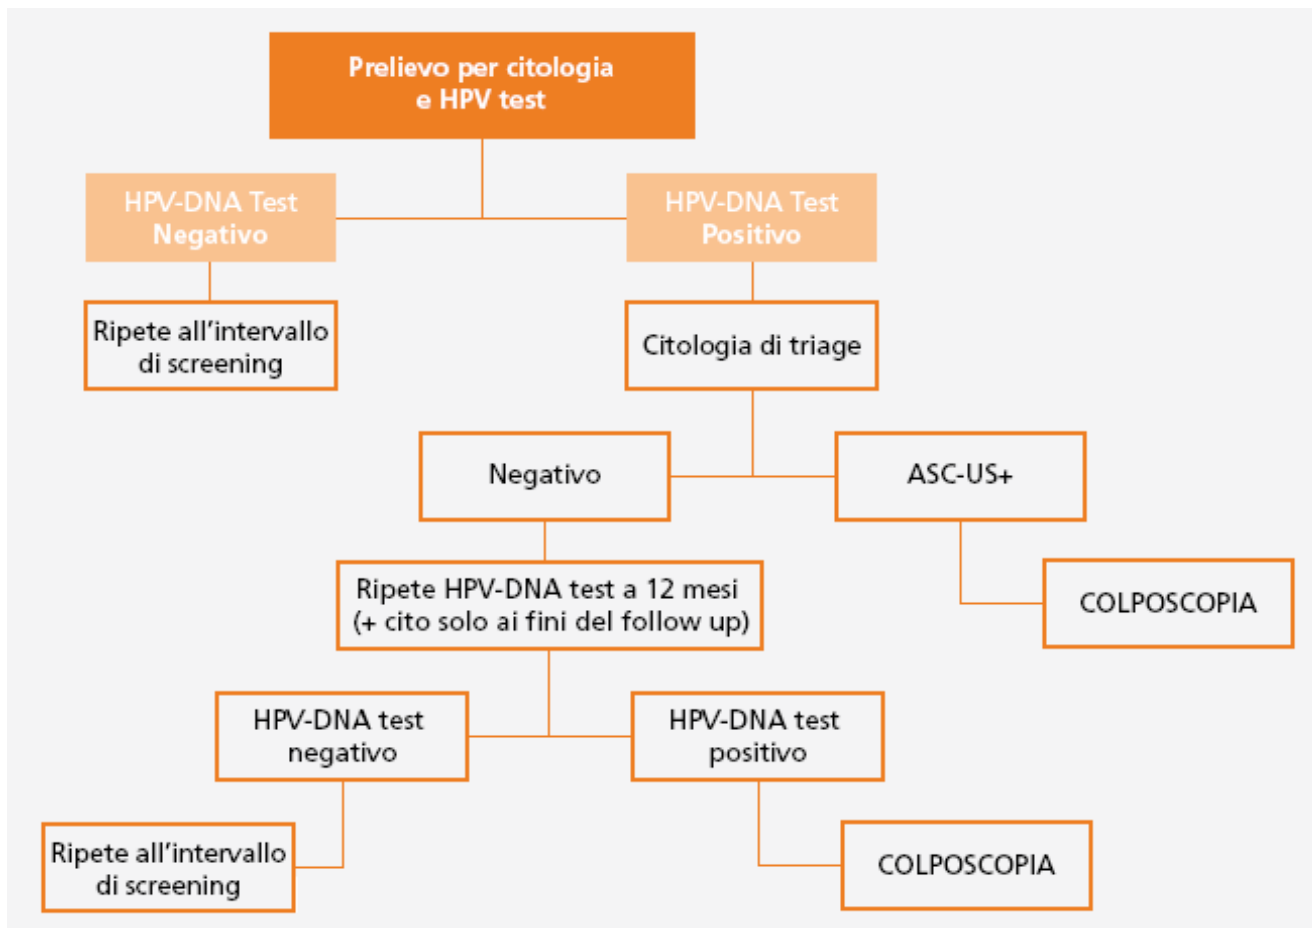 Prelievo per citologia
e HPV test
HPV-DNA Test
Negativo
HPV-DNA Test
Positivo
Ripete all'intervallo
di screening
Citologia di triage
Negativo
ASC-US+
Ripete HPV-DNA test a 12 mesi
(+ cito solo ai fini del follow up)
COLPOSCOPIA
HPV-DNA test
negativo
HPV-DNA test
positivo
Ripete all'intervallo
di screening
COLPOSCOPIA